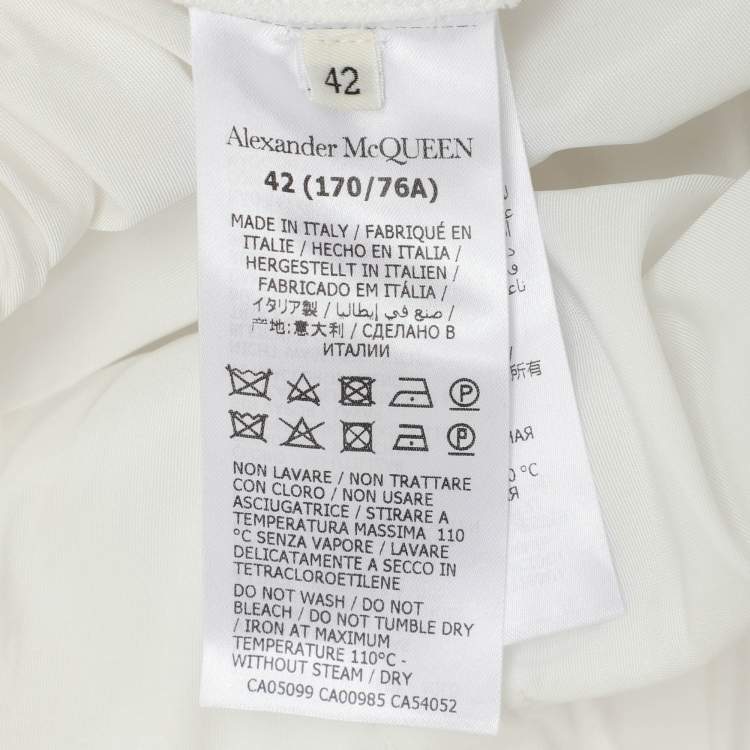 42
Alexander McQUEEN
42 (170/76A)
MADE IN ITALY / FABRIQUÉ EN
ITALIE / HECHO EN ITALIA /
HERGESTELLT IN ITALIEN /
FABRICADO EM ITÁLIA /
イタリア製 / صنع في إيطاليا /
产地:意大利 / СДЕЛАНО В
ИТАЛИИ
P
P
NON LAVARE / NON TRATTARE
CON CLORO / NON USARE
ASCIUGATRICE / STIRARE A
TEMPERATURA MASSIMA 110
°C SENZA VAPORE / LAVARE
DELICATAMENTE A SECCO IN
TETRACLOROETILENE
DO NOT WASH / DO NOT
BLEACH / DO NOT TUMBLE DRY
/ IRON AT MAXIMUM
TEMPERATURE 110°C -
WITHOUT STEAM / DRY
CA05099 CA00985 CA54052
所有